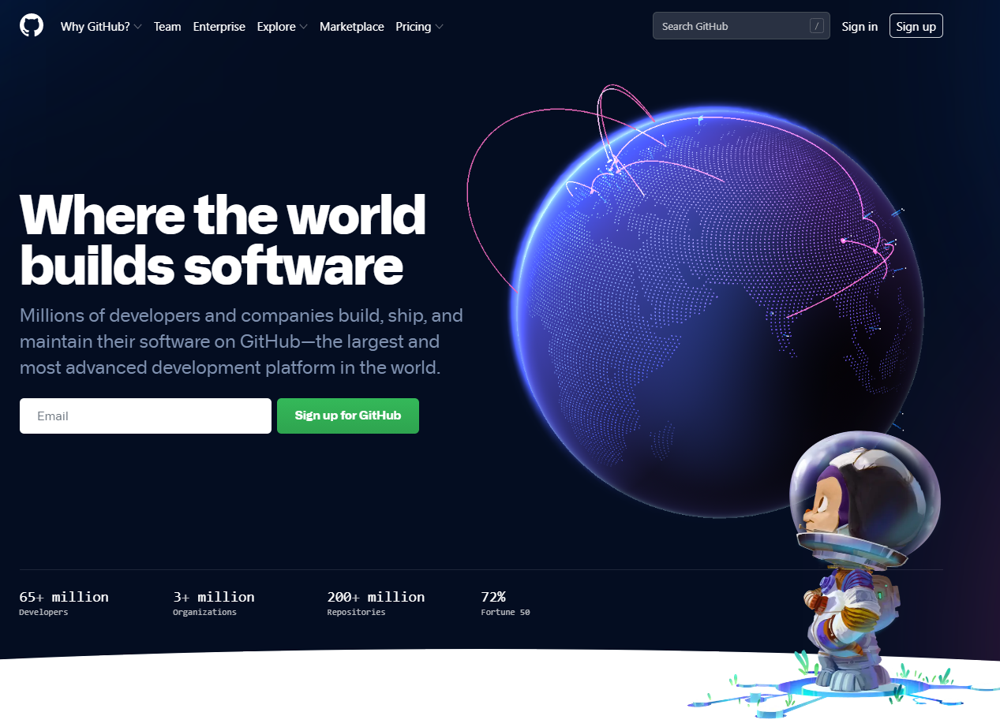 Why GitHub? Team Enterprise Explore Marketplace Pricing Search GitHub / Sign in Sign up
Where the world
builds software
Millions of developers and companies build, ship, and
maintain their software on GitHub—the largest and
most advanced development platform in the world.
Email Sign up for GitHub
65+ million 3+ million 200+ million 72%
Developers Organizations Repositories Fortune 50